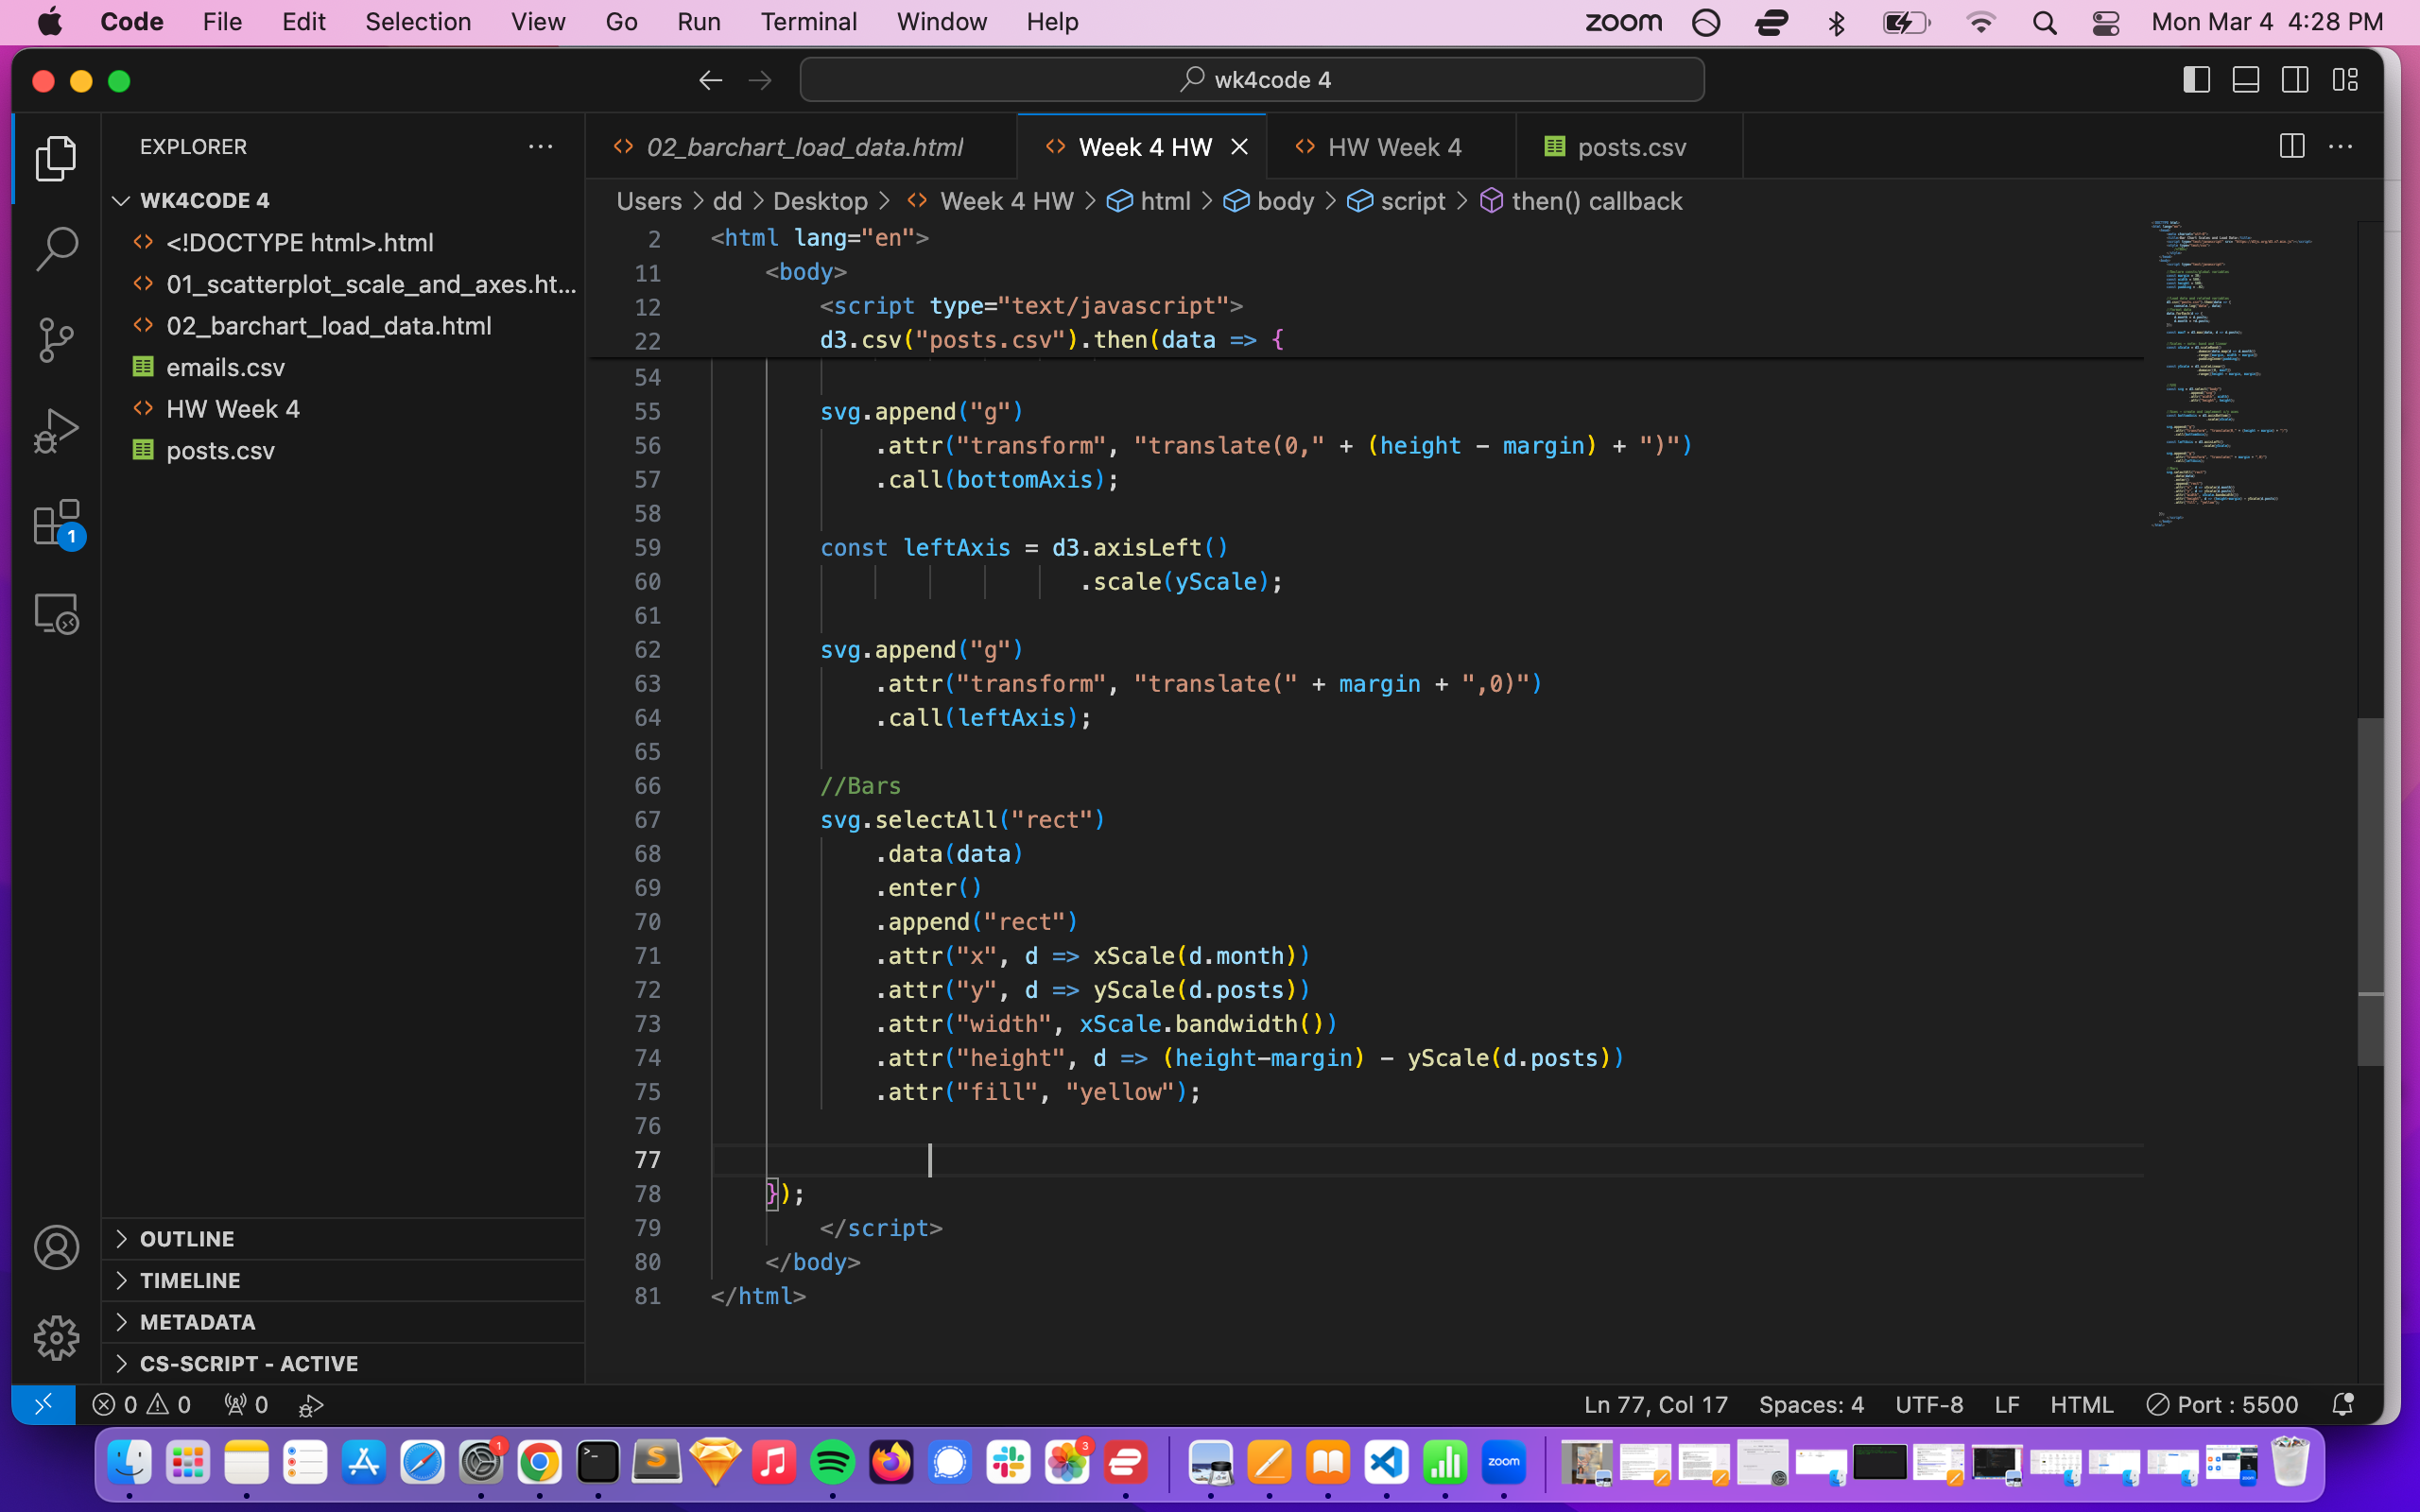 Code File Edit Selection View Go Run Terminal Window Help zoom Mon Mar 4 4:28 PM
wk4code 4
EXPLORER
WK4CODE 4
<!DOCTYPE html>.html
01_scatterplot_scale_and_axes.ht...
02_barchart_load_data.html
emails.csv
HW Week 4
posts.csv
1
OUTLINE
TIMELINE
METADATA
CS-SCRIPT - ACTIVE
02_barchart_load_data.html Week 4 HW HW Week 4 posts.csv
Users > dd > Desktop > Week 4 HW > html > body > script > then() callback
2 <html lang="en">
11 <body>
12 <script type="text/javascript">
22 d3.csv("posts.csv").then(data => {
54
55 svg.append("g")
56 .attr("transform", "translate(0," + (height - margin) + ")")
57 .call(bottomAxis);
58
59 const leftAxis = d3.axisLeft()
60 .scale(yScale);
61
62 svg.append("g")
63 .attr("transform", "translate(" + margin + ",0)")
64 .call(leftAxis);
65
66 //Bars
67 svg.selectAll("rect")
68 .data(data)
69 .enter()
70 .append("rect")
71 .attr("x", d => xScale(d.month))
72 .attr("y", d => yScale(d.posts))
73 .attr("width", xScale.bandwidth())
74 .attr("height", d => (height-margin) - yScale(d.posts))
75 .attr("fill", "yellow");
76
77
78 });
79 </script>
80 </body>
81 </html>
0 0 0 Ln 77, Col 17 Spaces: 4 UTF-8 LF HTML Port : 5500
1 3 zoom